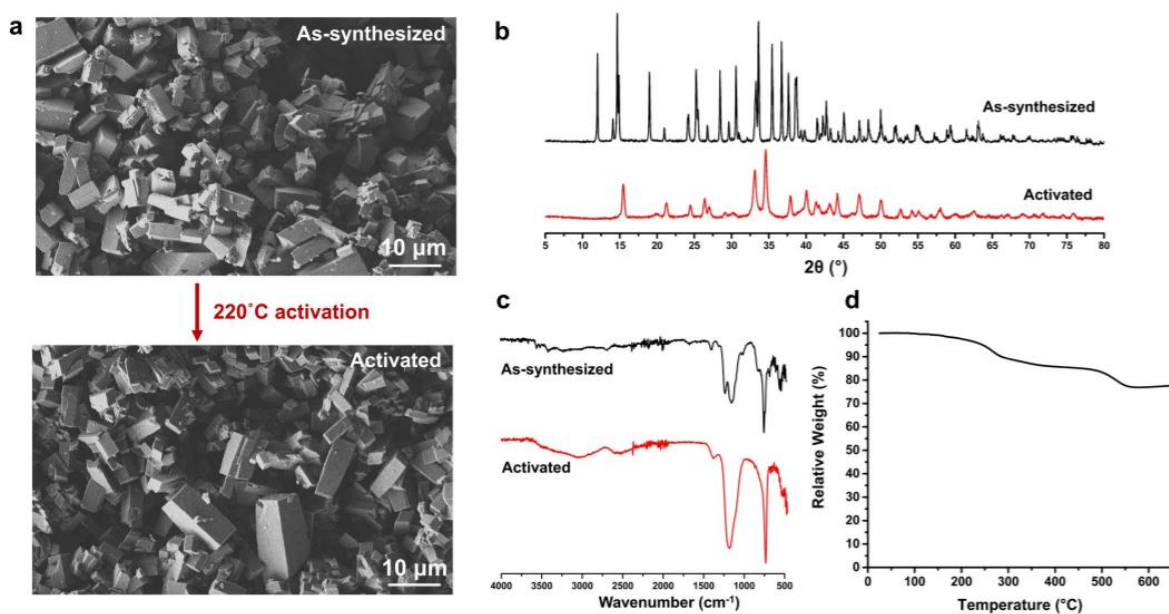 a
As-synthesized
10 µm
220°C activation
Activated
10 µm
b
As-synthesized
Activated
5 10 15 20 25 30 35 40 45 50 55 60 65 70 75 80
2θ (°)
c
As-synthesized
Activated
4000 3500 3000 2500 2000 1500 1000 500
Wavenumber (cm⁻¹)
d
Relative Weight (%)
100
90
80
70
60
50
40
30
20
10
0
0 100 200 300 400 500 600
Temperature (°C)